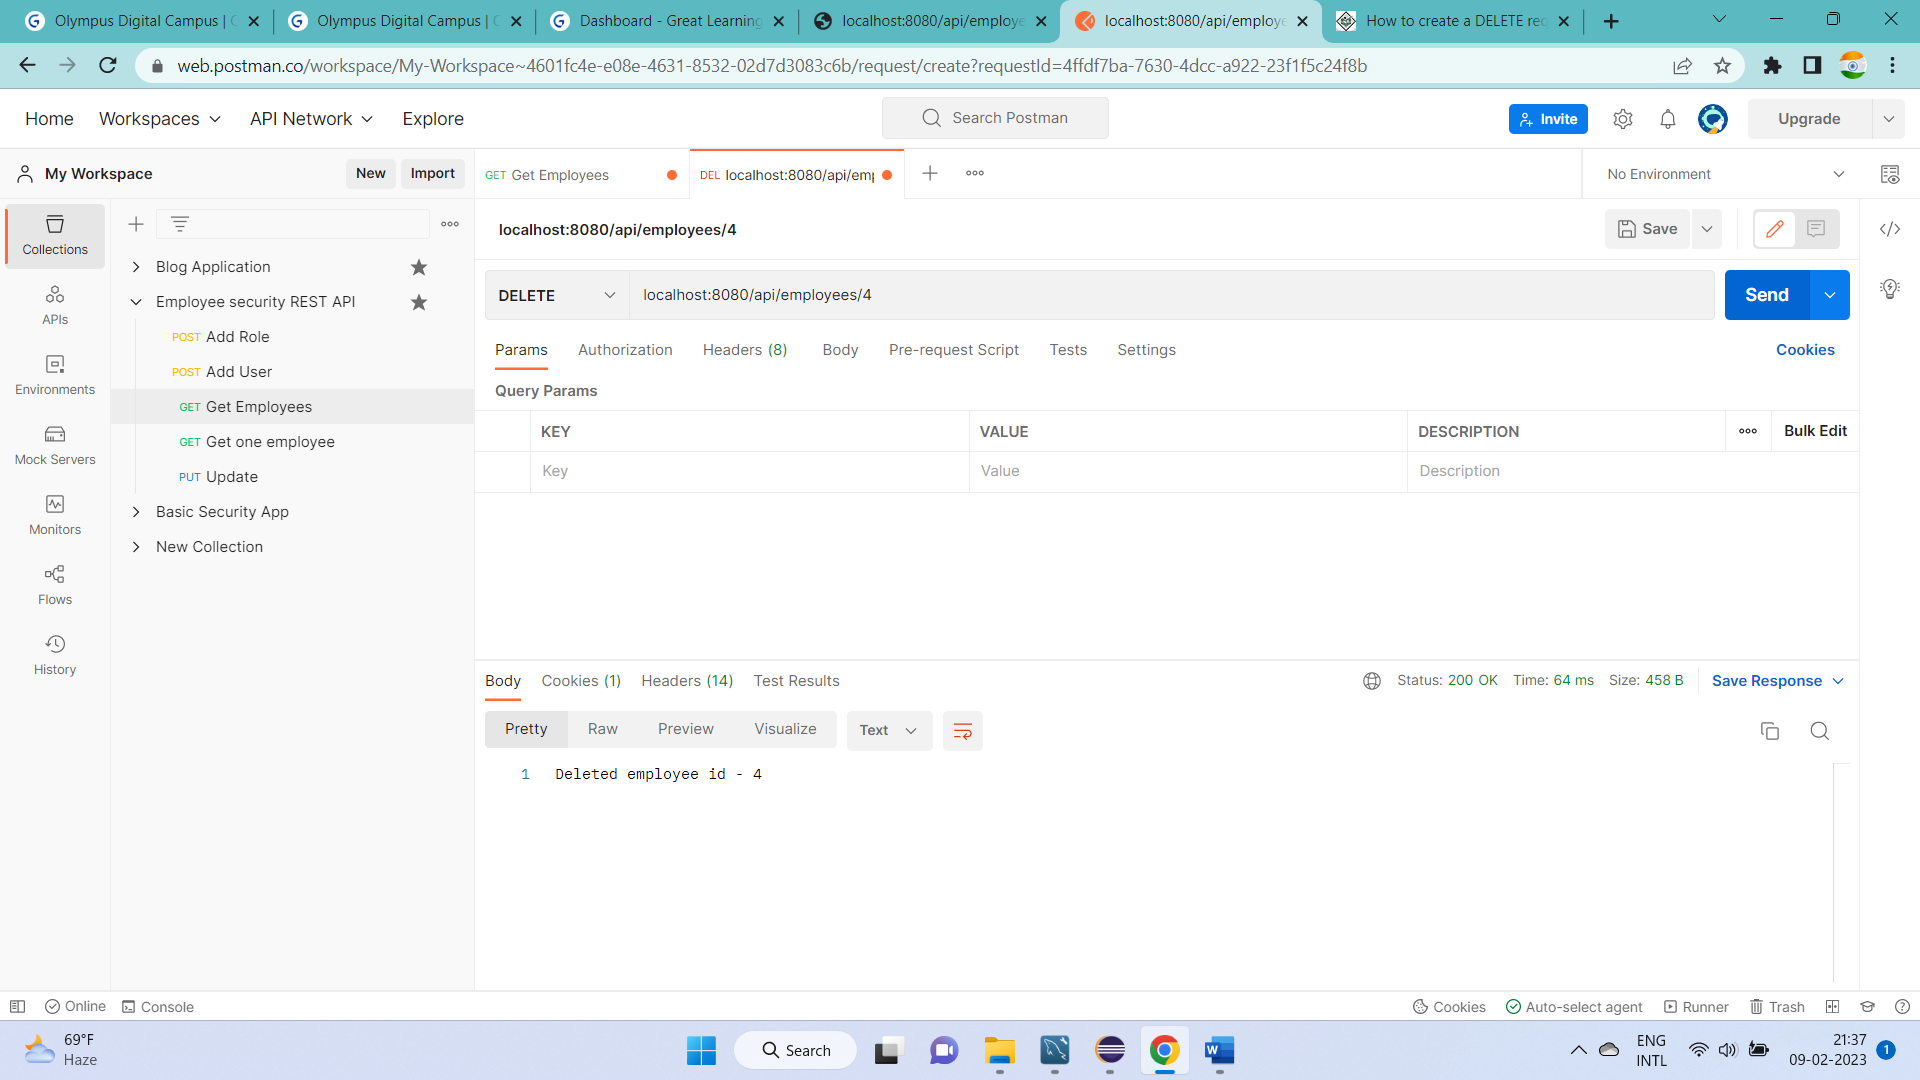 Olympus Digital Campus | G
Olympus Digital Campus | G
Dashboard - Great Learning
localhost:8080/api/employe
localhost:8080/api/employe
How to create a DELETE rec
web.postman.co/workspace/My-Workspace~4601fc4e-e08e-4631-8532-02d7d3083c6b/request/create?requestId=4ffdf7ba-7630-4dcc-a922-23f1f5c24f8b
Home
Workspaces
API Network
Explore
Search Postman
Invite
Upgrade
My Workspace
New
Import
GET Get Employees
DEL localhost:8080/api/emp
No Environment
Collections
APIs
Environments
Mock Servers
Monitors
Flows
History
Blog Application
Employee security REST API
POST Add Role
POST Add User
GET Get Employees
GET Get one employee
PUT Update
Basic Security App
New Collection
localhost:8080/api/employees/4
Save
DELETE
localhost:8080/api/employees/4
Send
Params
Authorization
Headers (8)
Body
Pre-request Script
Tests
Settings
Cookies
Query Params
KEY
VALUE
DESCRIPTION
Bulk Edit
Key
Value
Description
Body
Cookies (1)
Headers (14)
Test Results
Status: 200 OK
Time: 64 ms
Size: 458 B
Save Response
Pretty
Raw
Preview
Visualize
Text
1 Deleted employee id - 4
Online
Console
Cookies
Auto-select agent
Runner
Trash
69°F
Haze
Search
ENG
INTL
21:37
09-02-2023
1